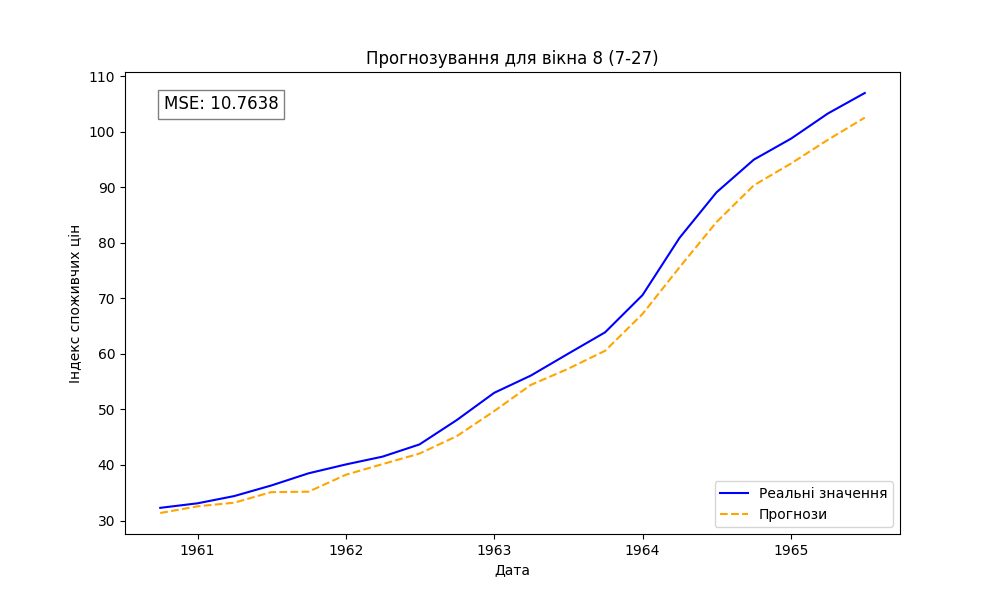 Прогнозування для вікна 8 (7-27)
MSE: 10.7638
Індекс споживчих цін
110
100
90
80
70
60
50
40
30
1961
1962
1963
1964
1965
Дата
Реальні значення
Прогнози